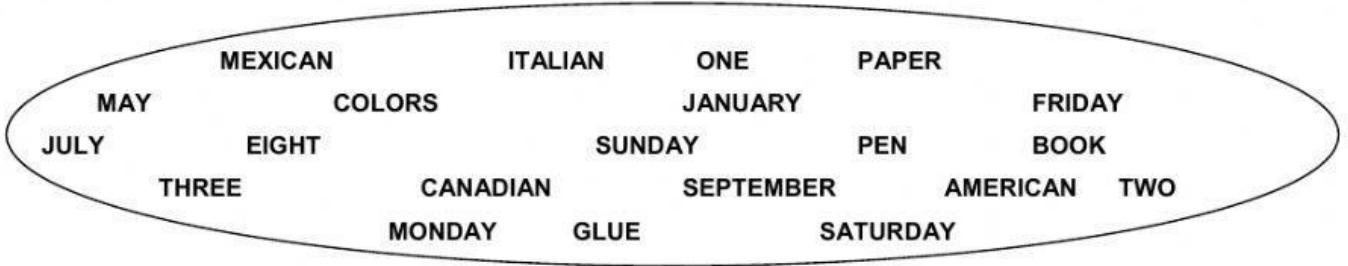 MEXICAN ITALIAN ONE PAPER
MAY COLORS JANUARY FRIDAY
JULY EIGHT SUNDAY PEN BOOK
THREE CANADIAN SEPTEMBER AMERICAN TWO
MONDAY GLUE SATURDAY